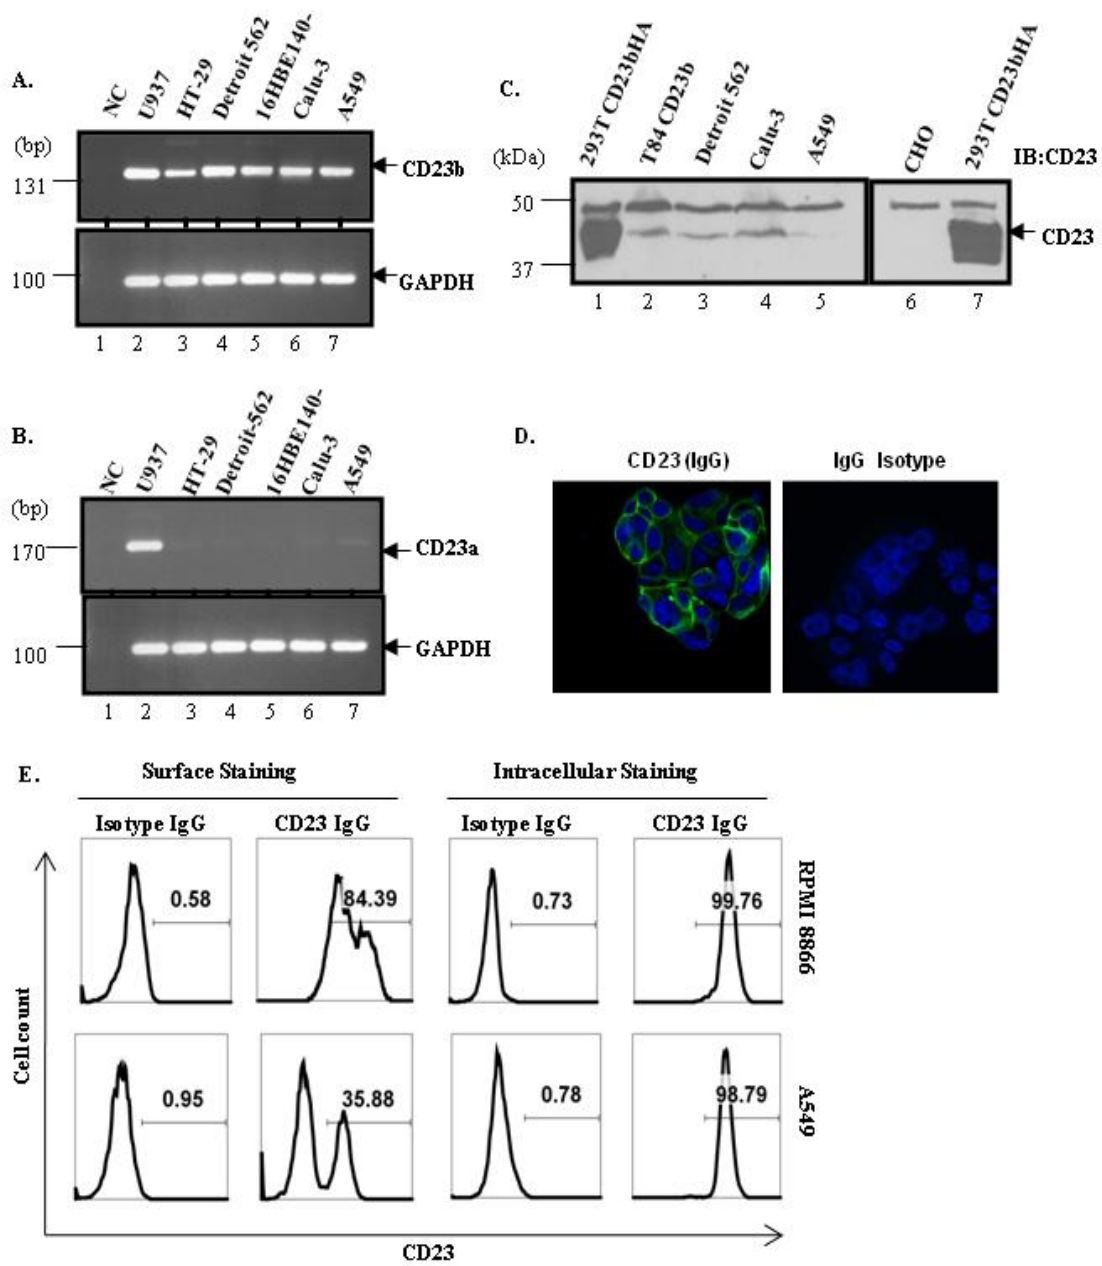 A.
NC
U937
HT-29
Detroit 562
16HBE140-
Calu-3
A549
(bp)
131
CD23b
100
GAPDH
1 2 3 4 5 6 7
B.
NC
U937
HT-29
Detroit-562
16HBE140-
Calu-3
A549
(bp)
170
CD23a
100
GAPDH
1 2 3 4 5 6 7
C.
293T CD23bHA
T84 CD23b
Detroit 562
Calu-3
A549
CHO
293T CD23bHA
(kDa)
IB:CD23
50
CD23
37
1 2 3 4 5 6 7
D.
CD23 (IgG)
IgG Isotype
E.
Surface Staining
Intracellular Staining
Isotype IgG
CD23 IgG
Isotype IgG
CD23 IgG
0.58
84.39
0.73
99.76
RPMI 8866
0.95
35.88
0.78
98.79
A549
Cell count
CD23